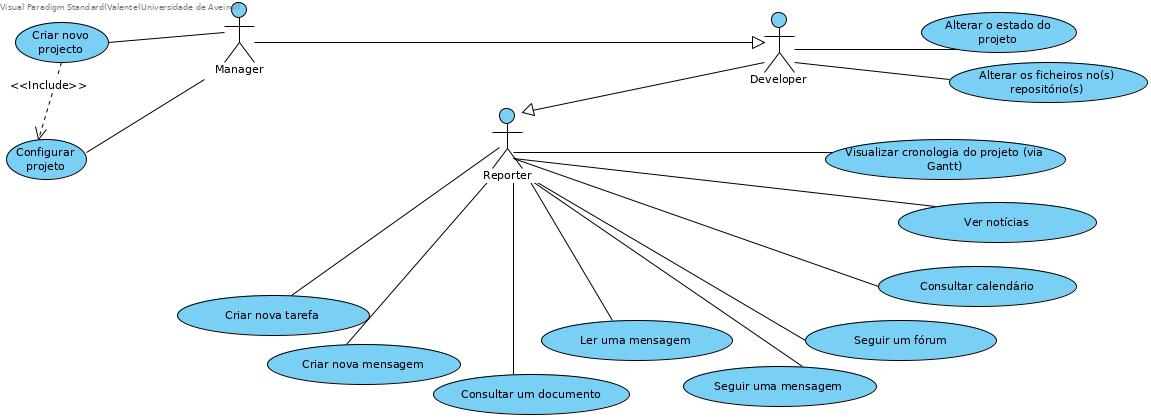 Visual Paradigm Standard(Valente(Universidade de Aveiro))
Criar novo
projecto
Manager
<<Include>>
Configurar
projeto
Developer
Alterar o estado do
projeto
Alterar os ficheiros no(s)
repositório(s)
Reporter
Visualizar cronologia do projeto (via
Gantt)
Ver notícias
Consultar calendário
Criar nova tarefa
Ler uma mensagem
Seguir um fórum
Criar nova mensagem
Seguir uma mensagem
Consultar um documento